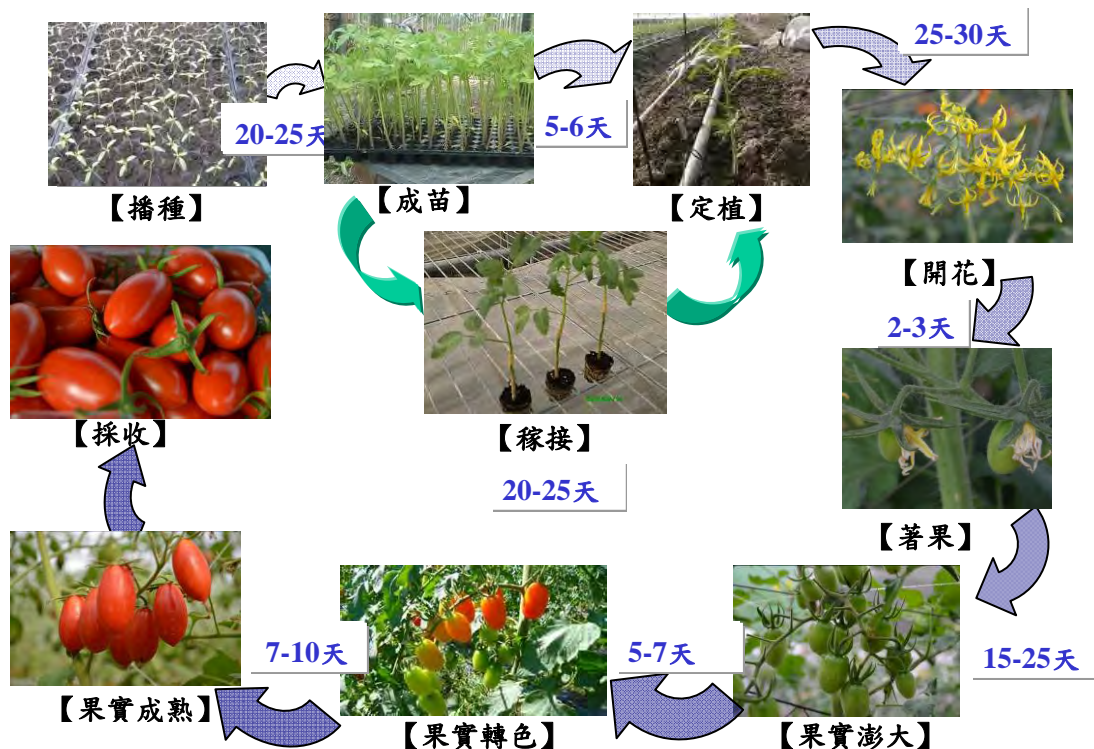 25-30天
20-25天
5-6天
【播種】
【成苗】
【定植】
【開花】
2-3天
【採收】
【稼接】
20-25天
【著果】
7-10天
5-7天
15-25天
【果實成熟】
【果實轉色】
【果實澎大】